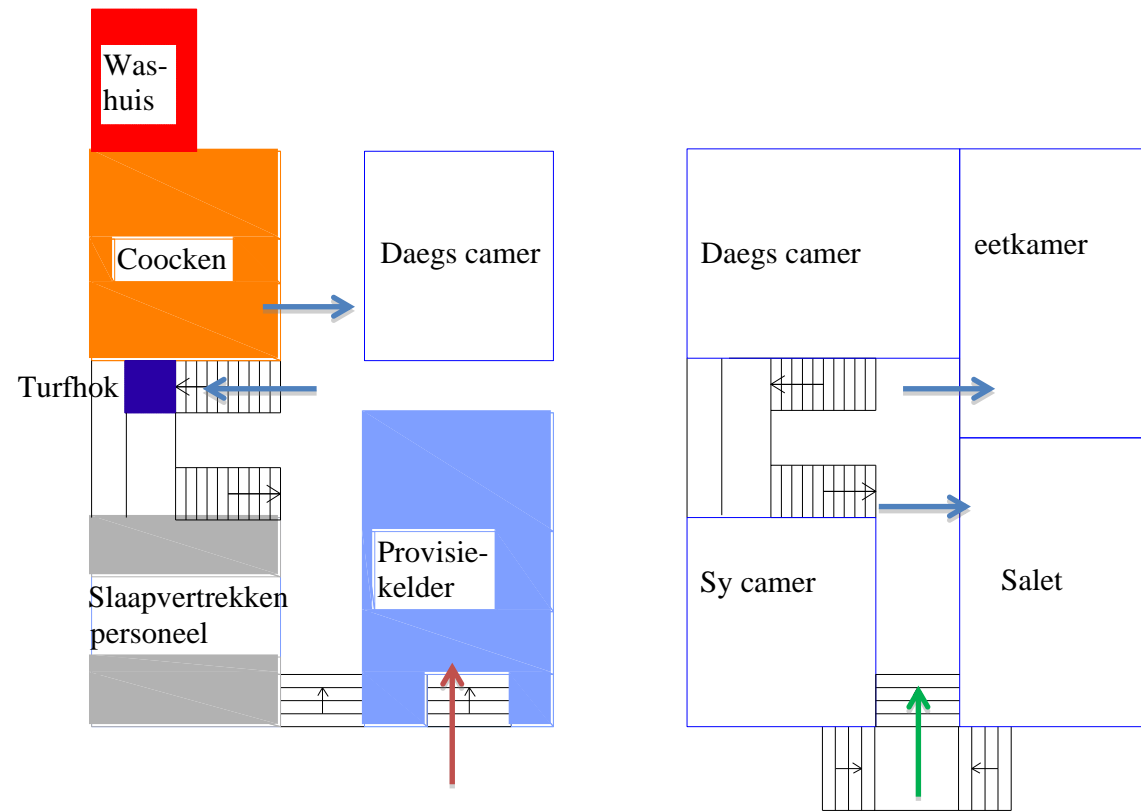 Was-
huis
Coocken
Daegs camer
Turfhok
Provisie-
kelder
Slaapvertrekken
personeel
Daegs camer
eetkamer
Sy camer
Salet